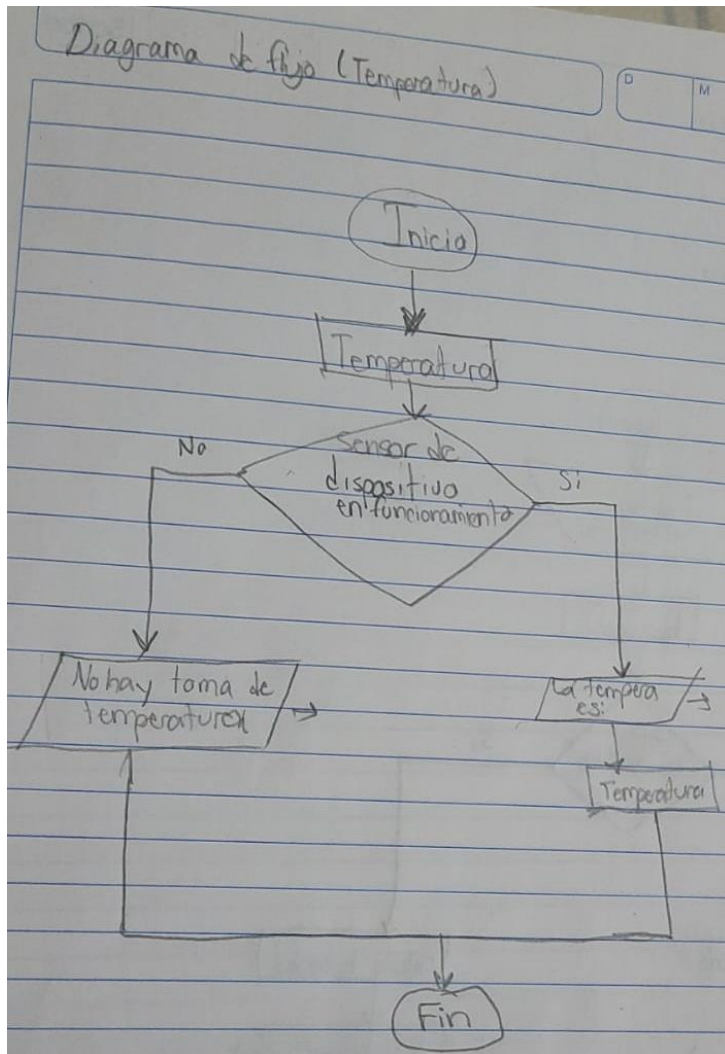 Diagrama de flijo (Temperatura)
D
M
Inicio
Temperatura
No
Sensor de
dispositivo
en funcionamiento
Si
No hay toma de
temperatura
La tempera
es:
Temperatura
Fin